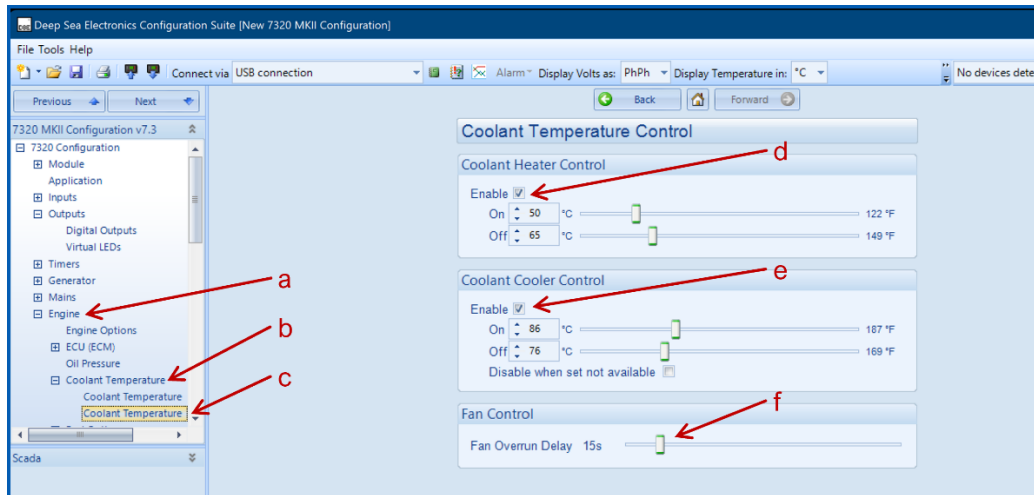 DSE Deep Sea Electronics Configuration Suite [New 7320 MKII Configuration]
File Tools Help
Connect via USB connection Alarm Display Volts as: PhPh Display Temperature in: °C No devices dete
Previous Next Back Forward
7320 MKII Configuration v7.3
7320 Configuration
Module
Application
Inputs
Outputs
Digital Outputs
Virtual LEDs
Timers
Generator
Mains
Engine
Engine Options
ECU (ECM)
Oil Pressure
Coolant Temperature
Coolant Temperature
Coolant Temperature
Scada
a
b
c
Coolant Temperature Control
Coolant Heater Control
d
Enable
On 50 °C 122 °F
Off 65 °C 149 °F
Coolant Cooler Control
e
Enable
On 86 °C 187 °F
Off 76 °C 169 °F
Disable when set not available
Fan Control
f
Fan Overrun Delay 15s